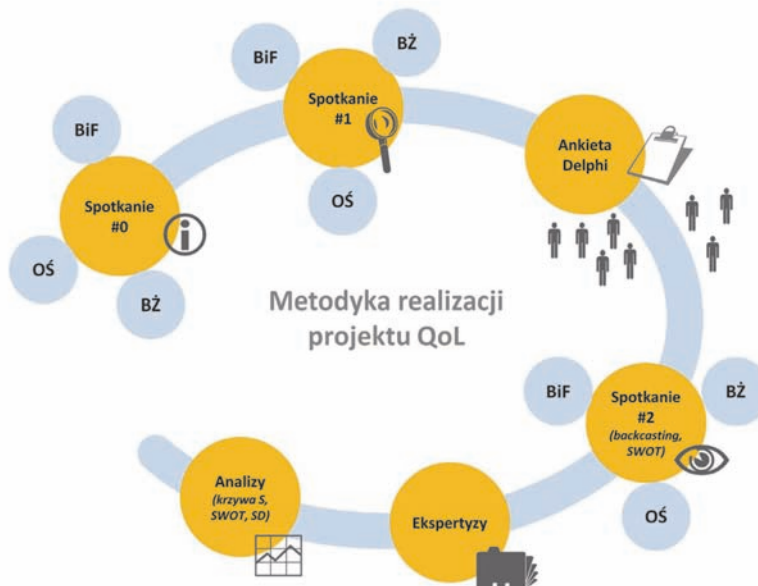 BiF
Spotkanie
#0
OŚ
BŻ
BiF
BŻ
Spotkanie
#1
OŚ
Ankieta
Delphi
Metodyka realizacji
projektu QoL
BiF
BŻ
Spotkanie
#2
(backcasting,
SWOT)
OŚ
Ekspertyzy
Analizy
(krzywa S,
SWOT, SD)